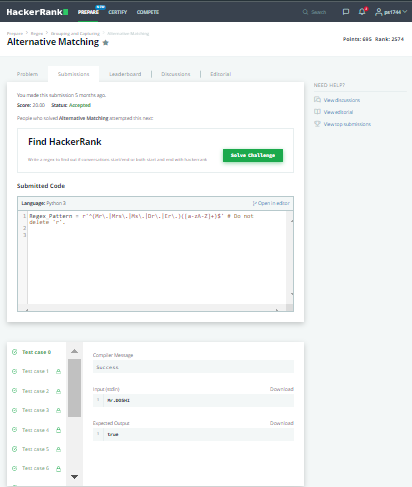 HackerRank
PREPARE
NEW
CERTIFY
COMPETE
Search
ps1744
Prepare > Regex > Grouping and Capturing > Alternative Matching
Alternative Matching
Points: 695 Rank: 2574
Problem
Submissions
Leaderboard
Discussions
Editorial
You made this submission 5 months ago.
Score: 20.00 Status: Accepted
People who solved Alternative Matching attempted this next:
Find HackerRank
Write a regex to find out if conversations start/end or both start and end with hackerrank
Solve Challenge
NEED HELP?
View discussions
View editorial
View top submissions
Submitted Code
Language: Python 3
Open in editor
1 Regex_Pattern = r'^(Mr\.|Mrs\.|Ms\.|Dr\.|Er\.)([a-zA-Z]+)$' # Do not
delete 'r'.
2
3
Test case 0
Test case 1
Test case 2
Test case 3
Test case 4
Test case 5
Test case 6
Compiler Message
Success
Input (stdin)
Download
1 Mr.DOSHI
Expected Output
Download
1 True